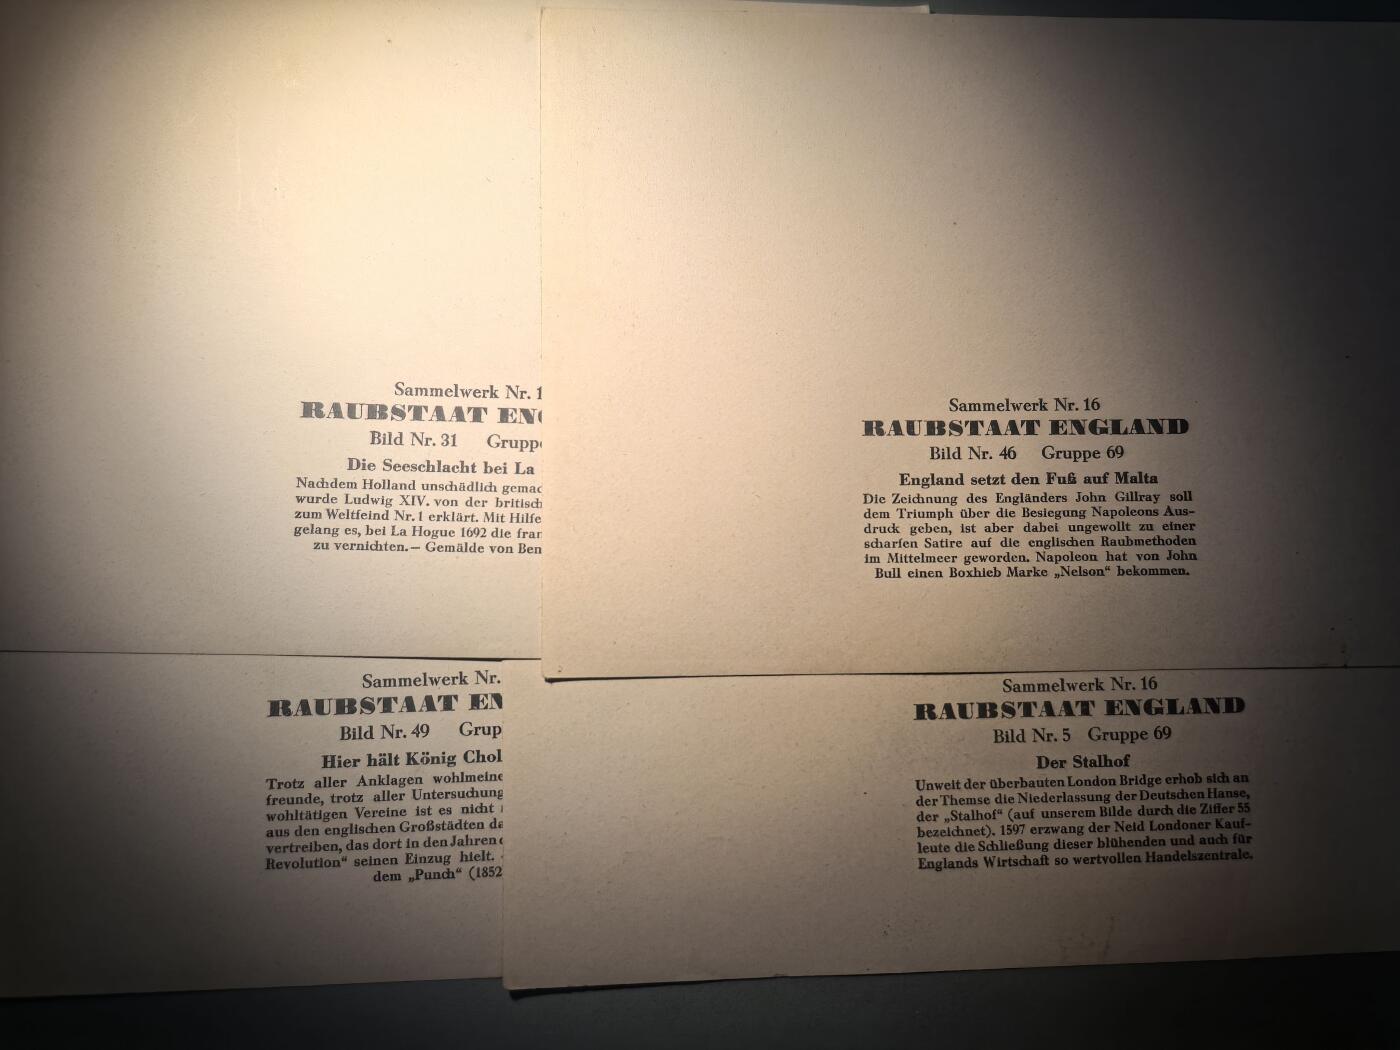 Sammelwerk Nr. 1
RAUBSTAAT ENG
Bild Nr. 31 Gruppe
Die Seeschlacht bei La
Nachdem Holland unschädlich gemac
wurde Ludwig XIV. von der britisch
zum Weltfeind Nr. 1 erklärt. Mit Hilfe
gelang es, bei La Hogue 1692 die fran
zu vernichten. — Gemälde von Ben
Sammelwerk Nr. 16
RAUBSTAAT ENGLAND
Bild Nr. 46 Gruppe 69
England setzt den Fuß auf Malta
Die Zeichnung des Engländers John Gillray soll
dem Triumph über die Besiegung Napoleons Aus-
druck geben, ist aber dabei ungewollt zu einer
scharfen Satire auf die englischen Raubmethoden
im Mittelmeer geworden. Napoleon hat von John
Bull einen Boxhieb Marke „Nelson“ bekommen.
Sammelwerk Nr.
RAUBSTAAT EN
Bild Nr. 49 Grup
Hier hält König Chol
Trotz aller Anklagen wohlmeine
freunde, trotz aller Untersuchung
wohltätigen Vereine ist es nicht
aus den englischen Großstädten da
vertreiben, das dort in den Jahren
Revolution“ seinen Einzug hielt.
dem „Punch“ (1852
Sammelwerk Nr. 16
RAUBSTAAT ENGLAND
Bild Nr. 5 Gruppe 69
Der Stalhof
Unweit der überbauten London Bridge erhob sich an
der Themse die Niederlassung der Deutschen Hanse,
der „Stalhof“ (auf unserem Bilde durch die Ziffer 55
bezeichnet). 1597 erzwang der Neid Londoner Kauf-
leute die Schließung dieser blühenden und auch für
Englands Wirtschaft so wertvollen Handelszentrale.